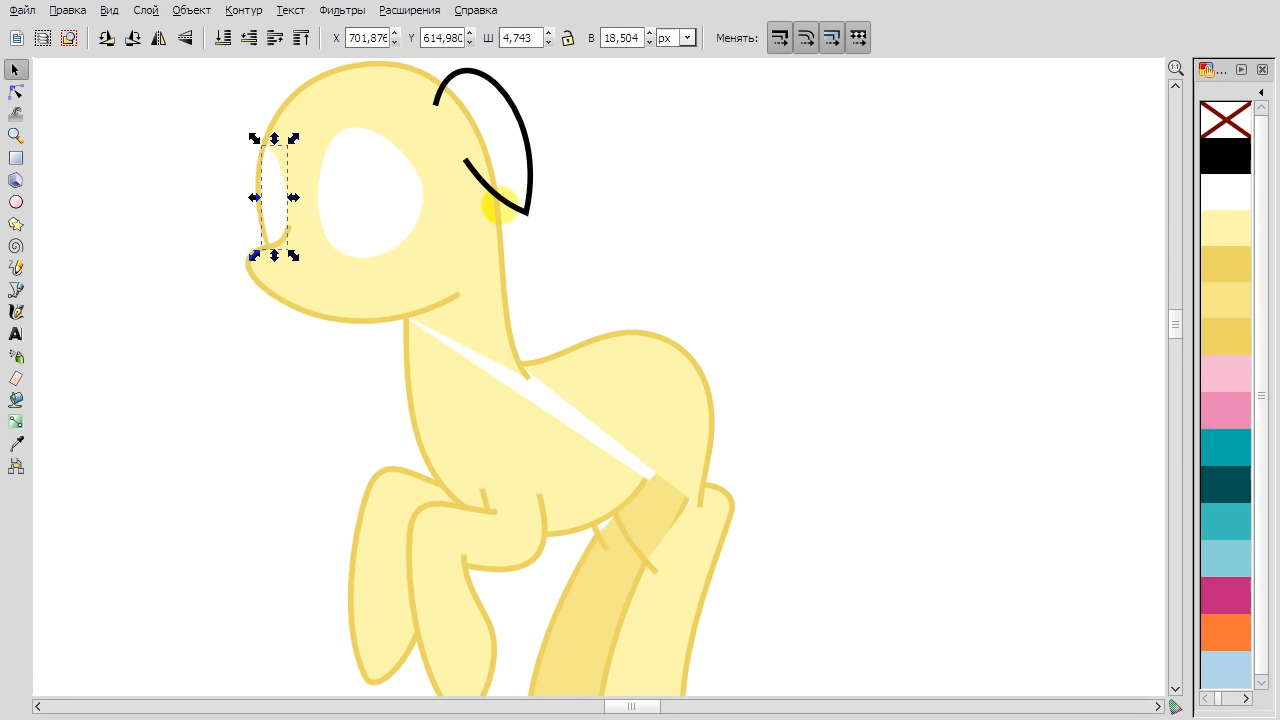 Файл Правка Вид Слой Объект Контур Текст Фильтры Расширения Справка
X 701,876 Y 614,980 Ш 4,743 В 18,504 px Менять:
...
A